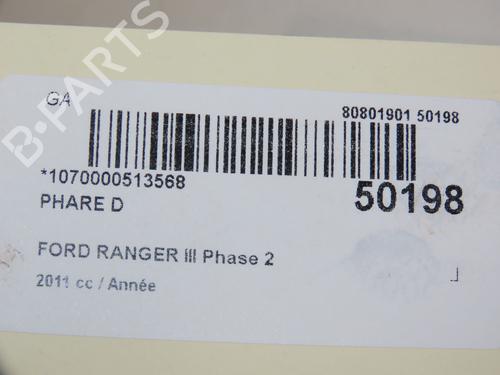 GA
80801901 50198
*1070000513568
50198
PHARE D
FORD RANGER III Phase 2
2011 cc / Année
B-PARTS